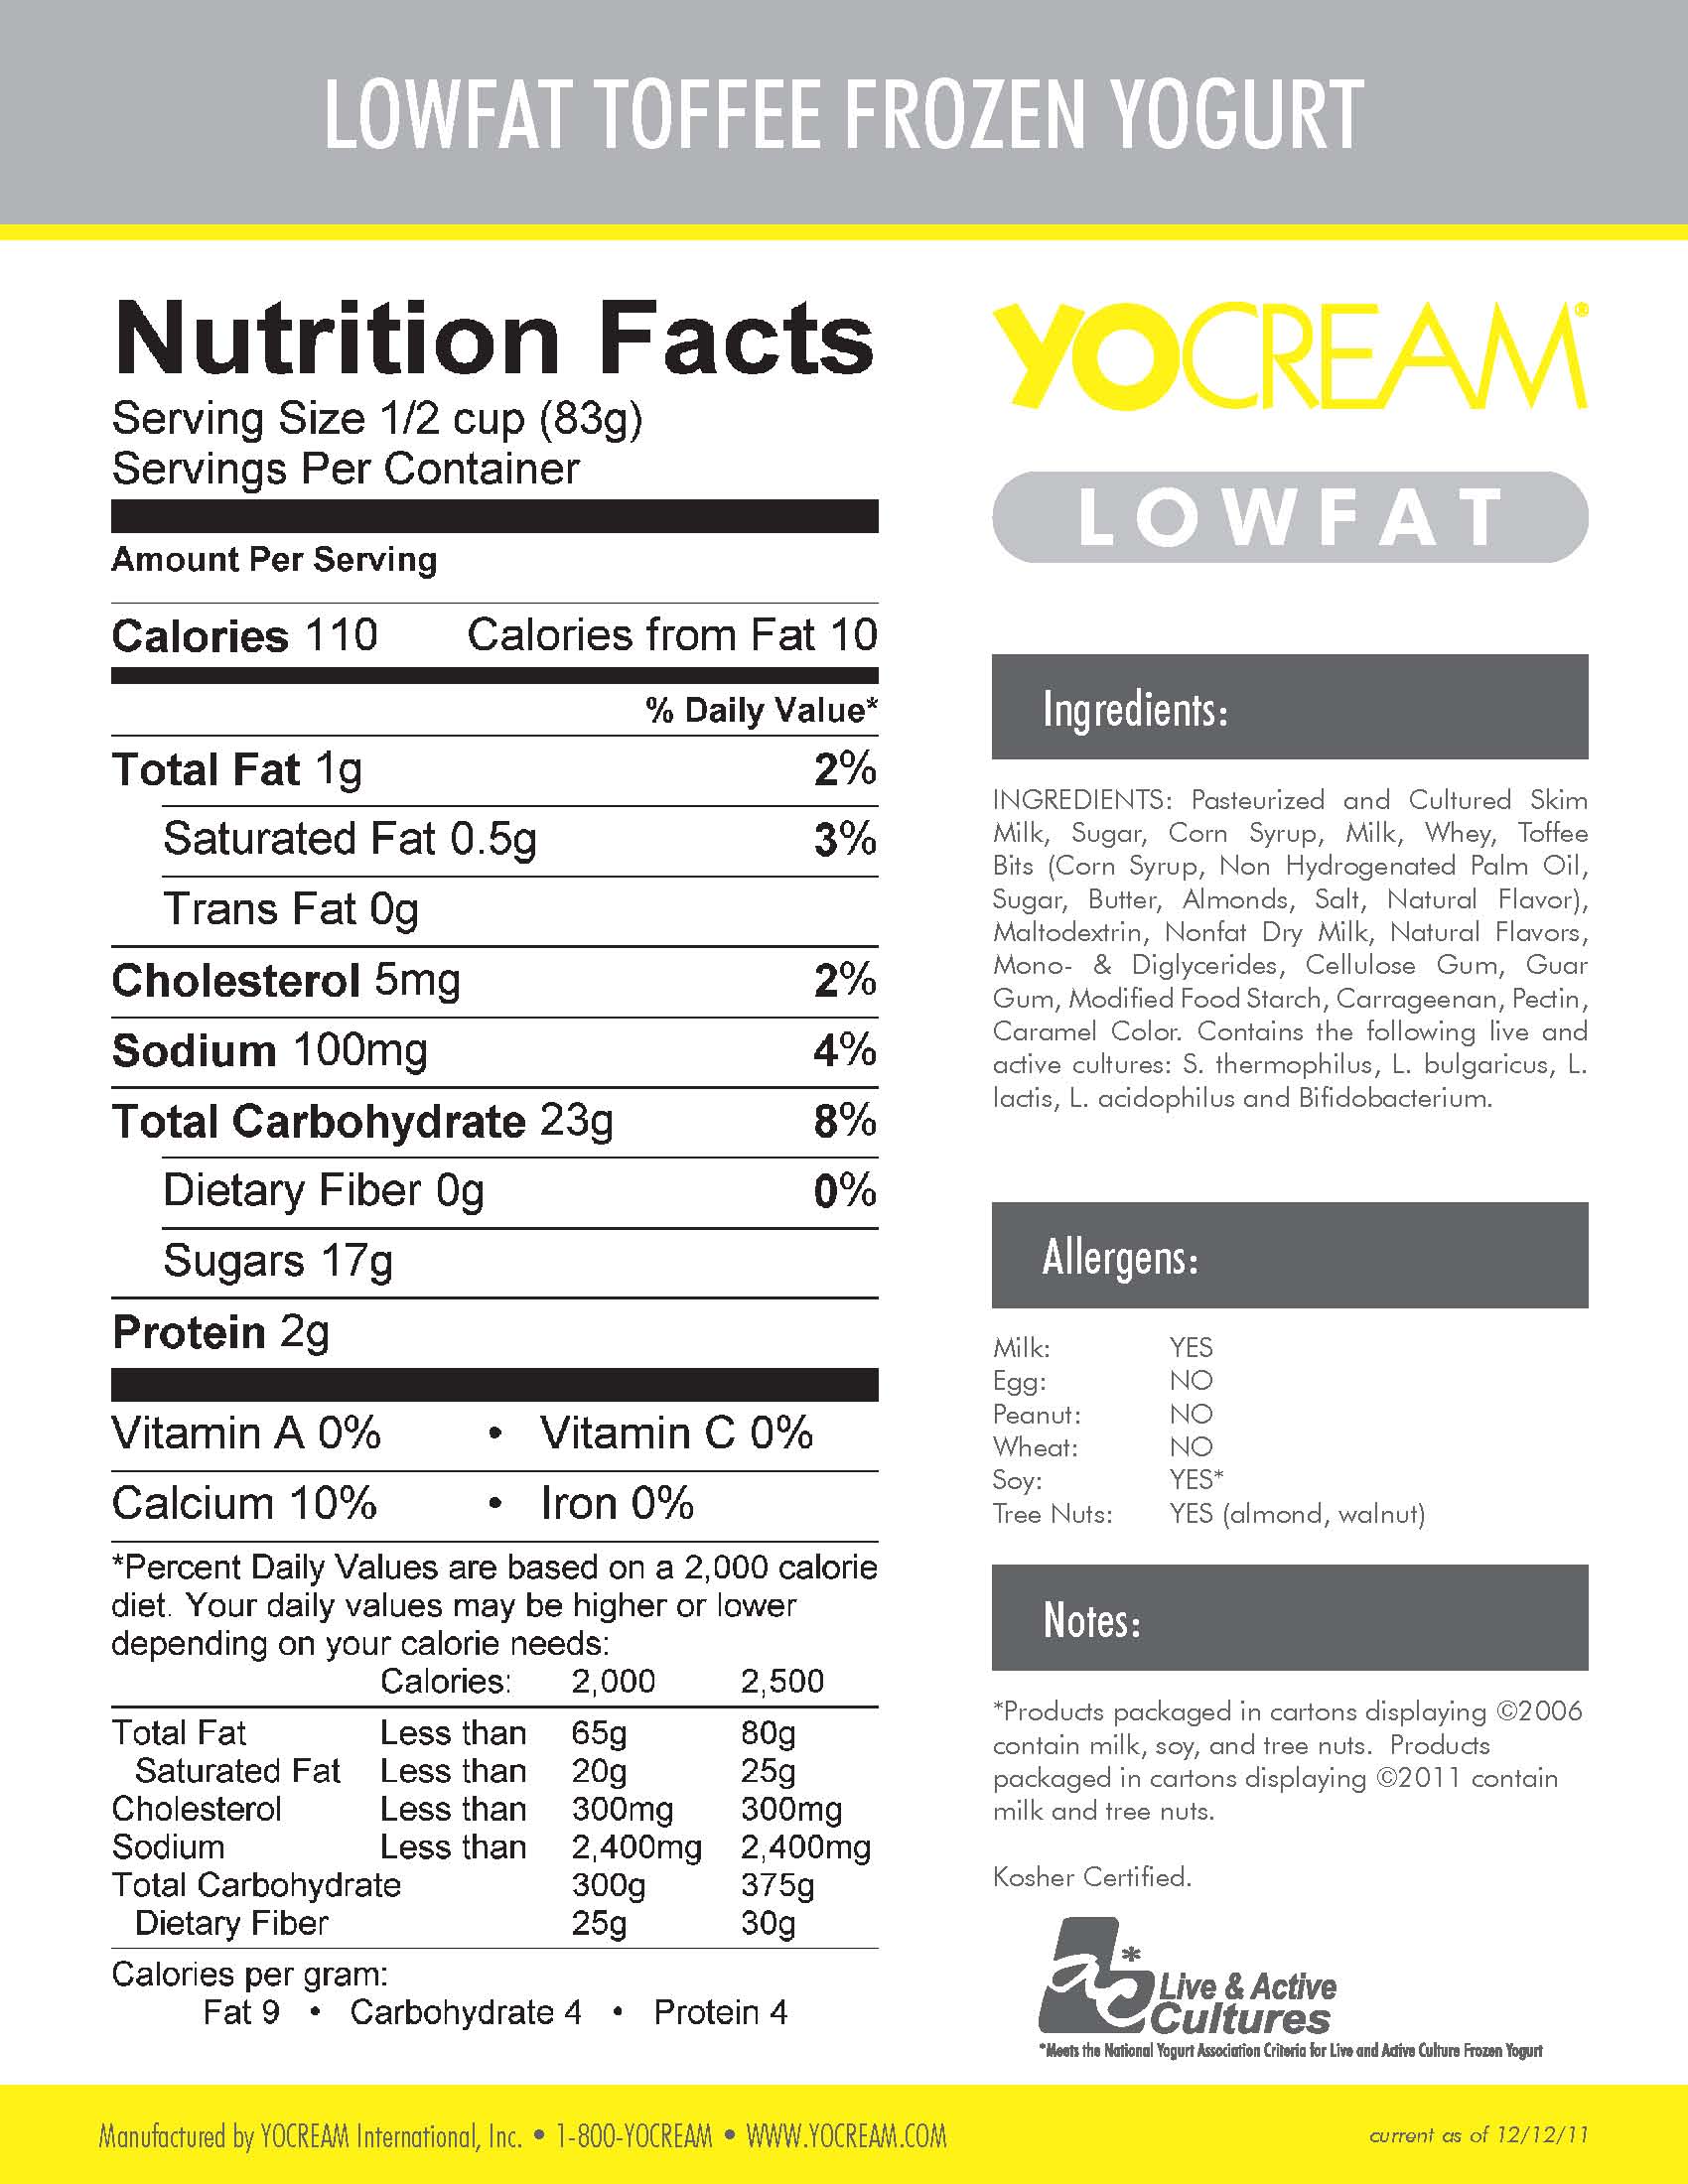 LOWFAT TOFFEE FROZEN YOGURT
Nutrition Facts
Serving Size 1/2 cup (83g)
Servings Per Container
Amount Per Serving
Calories 110 Calories from Fat 10
% Daily Value*
Total Fat 1g 2%
Saturated Fat 0.5g 3%
Trans Fat 0g
Cholesterol 5mg 2%
Sodium 100mg 4%
Total Carbohydrate 23g 8%
Dietary Fiber 0g 0%
Sugars 17g
Protein 2g
Vitamin A 0% • Vitamin C 0%
Calcium 10% • Iron 0%
*Percent Daily Values are based on a 2,000 calorie
diet. Your daily values may be higher or lower
depending on your calorie needs:
Calories: 2,000 2,500
Total Fat Less than 65g 80g
Saturated Fat Less than 20g 25g
Cholesterol Less than 300mg 300mg
Sodium Less than 2,400mg 2,400mg
Total Carbohydrate 300g 375g
Dietary Fiber 25g 30g
Calories per gram:
Fat 9 • Carbohydrate 4 • Protein 4
YOCREAM®
LOWFAT
Ingredients:
INGREDIENTS: Pasteurized and Cultured Skim
Milk, Sugar, Corn Syrup, Milk, Whey, Toffee
Bits (Corn Syrup, Non Hydrogenated Palm Oil,
Sugar, Butter, Almonds, Salt, Natural Flavor),
Maltodextrin, Nonfat Dry Milk, Natural Flavors,
Mono- & Diglycerides, Cellulose Gum, Guar
Gum, Modified Food Starch, Carrageenan, Pectin,
Caramel Color. Contains the following live and
active cultures: S. thermophilus, L. bulgaricus, L.
lactis, L. acidophilus and Bifidobacterium.
Allergens:
Milk: YES
Egg: NO
Peanut: NO
Wheat: NO
Soy: YES*
Tree Nuts: YES (almond, walnut)
Notes:
*Products packaged in cartons displaying ©2006
contain milk, soy, and tree nuts. Products
packaged in cartons displaying ©2011 contain
milk and tree nuts.
Kosher Certified.
ac*
Live & Active
Cultures
*Meets the National Yogurt Association Criteria for Live and Active Culture Frozen Yogurt
Manufactured by YOCREAM International, Inc. • 1-800-YOCREAM • WWW.YOCREAM.COM
current as of 12/12/11